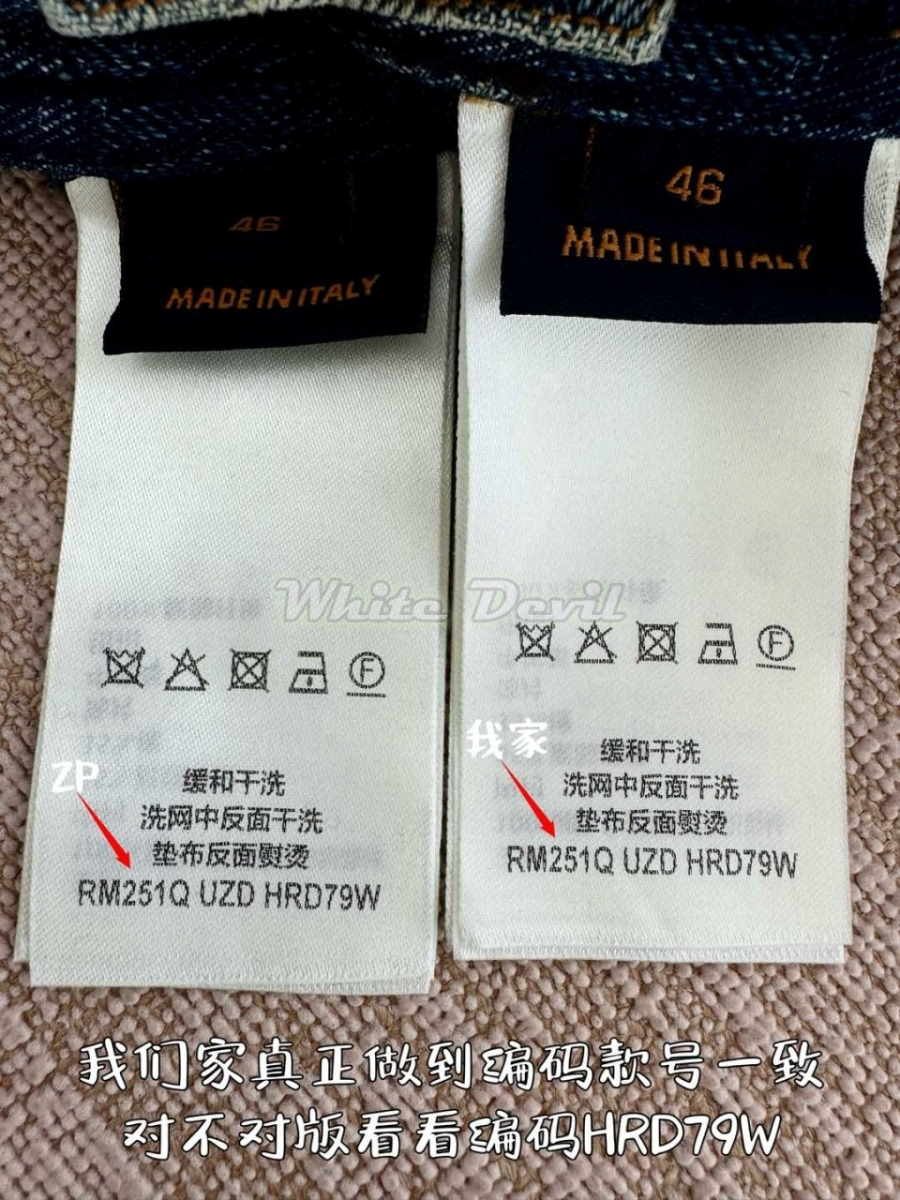 46
MADE IN ITALY
46
MADE IN ITALY
White Devil
F
F
ZP
缓和干洗
洗网中反面干洗
垫布反面熨烫
RM251Q UZD HRD79W
我家
缓和干洗
洗网中反面干洗
垫布反面熨烫
RM251Q UZD HRD79W
我们家真正做到编码款号一致
对不对版看看编码HRD79W